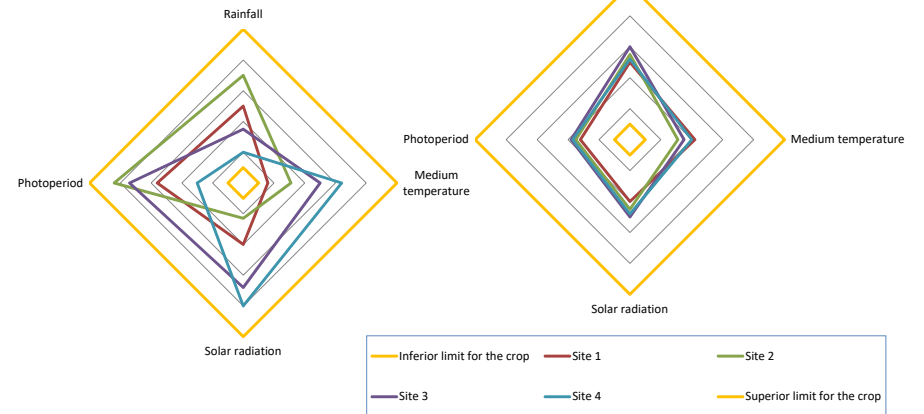 Rainfall
Photoperiod
Medium
temperature
Solar radiation
Photoperiod
Medium temperature
Solar radiation
Inferior limit for the crop
Site 1
Site 2
Site 3
Site 4
Superior limit for the crop